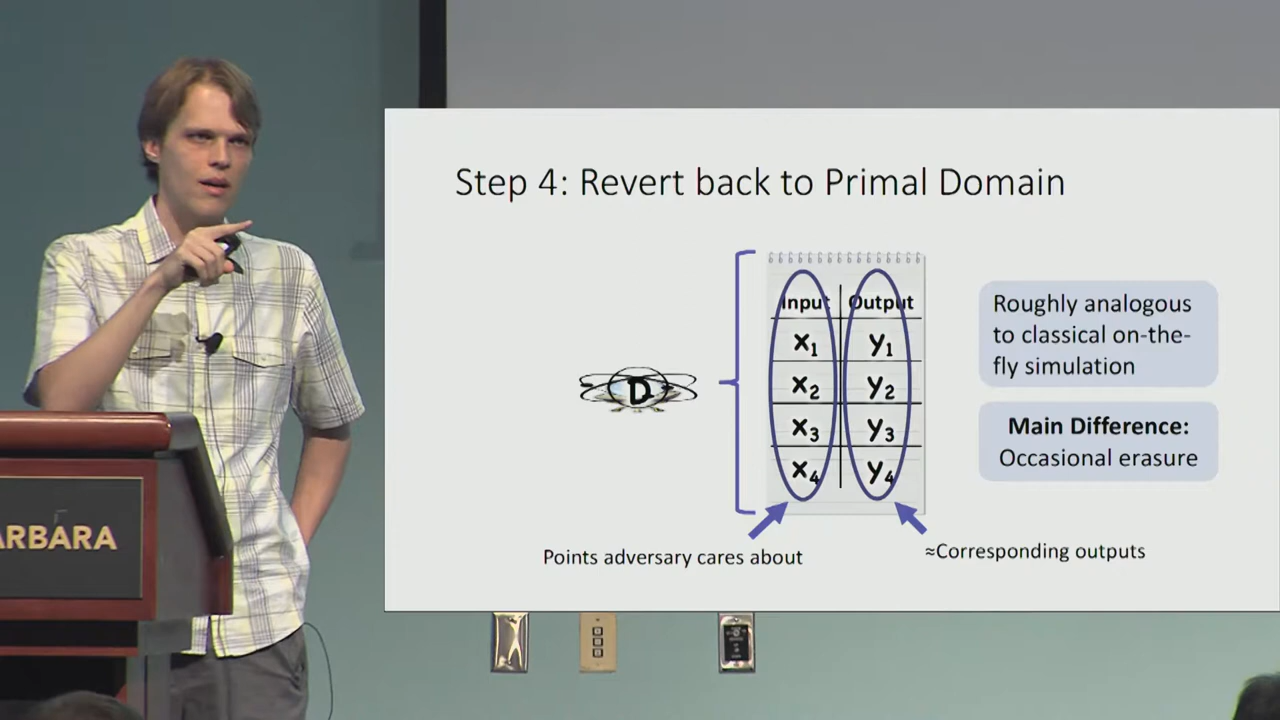 Step 4: Revert back to Primal Domain
Input Output
x₁ y₁
x₂ y₂
x₃ y₃
x₄ y₄
D
Roughly analogous
to classical on-the-
fly simulation
Main Difference:
Occasional erasure
Points adversary cares about
≈Corresponding outputs
ARBARA